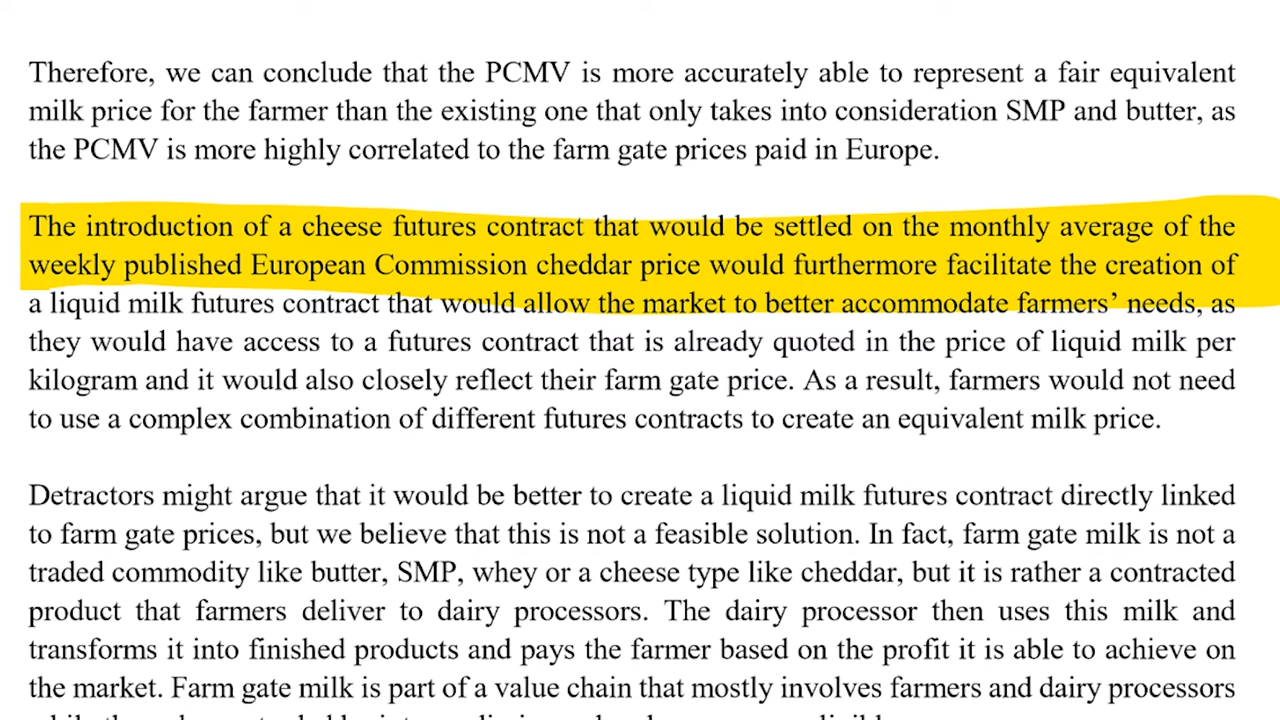 Therefore, we can conclude that the PCMV is more accurately able to represent a fair equivalent
milk price for the farmer than the existing one that only takes into consideration SMP and butter, as
the PCMV is more highly correlated to the farm gate prices paid in Europe.
The introduction of a cheese futures contract that would be settled on the monthly average of the
weekly published European Commission cheddar price would furthermore facilitate the creation of
a liquid milk futures contract that would allow the market to better accommodate farmers’ needs, as
they would have access to a futures contract that is already quoted in the price of liquid milk per
kilogram and it would also closely reflect their farm gate price. As a result, farmers would not need
to use a complex combination of different futures contracts to create an equivalent milk price.
Detractors might argue that it would be better to create a liquid milk futures contract directly linked
to farm gate prices, but we believe that this is not a feasible solution. In fact, farm gate milk is not a
traded commodity like butter, SMP, whey or a cheese type like cheddar, but it is rather a contracted
product that farmers deliver to dairy processors. The dairy processor then uses this milk and
transforms it into finished products and pays the farmer based on the profit it is able to achieve on
the market. Farm gate milk is part of a value chain that mostly involves farmers and dairy processors